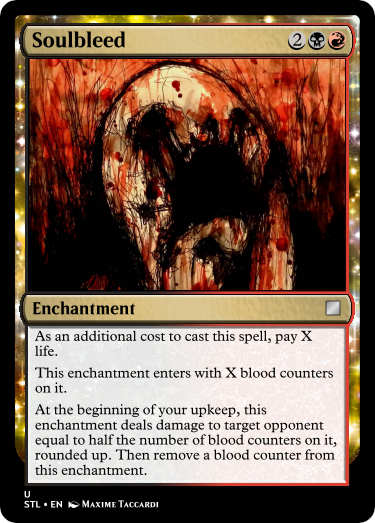 Soulbleed 2
Enchantment
As an additional cost to cast this spell, pay X
life.
This enchantment enters with X blood counters
on it.
At the beginning of your upkeep, this
enchantment deals damage to target opponent
equal to half the number of blood counters on it,
rounded up. Then remove a blood counter from
this enchantment.
U
STL • EN Maxime Taccardi